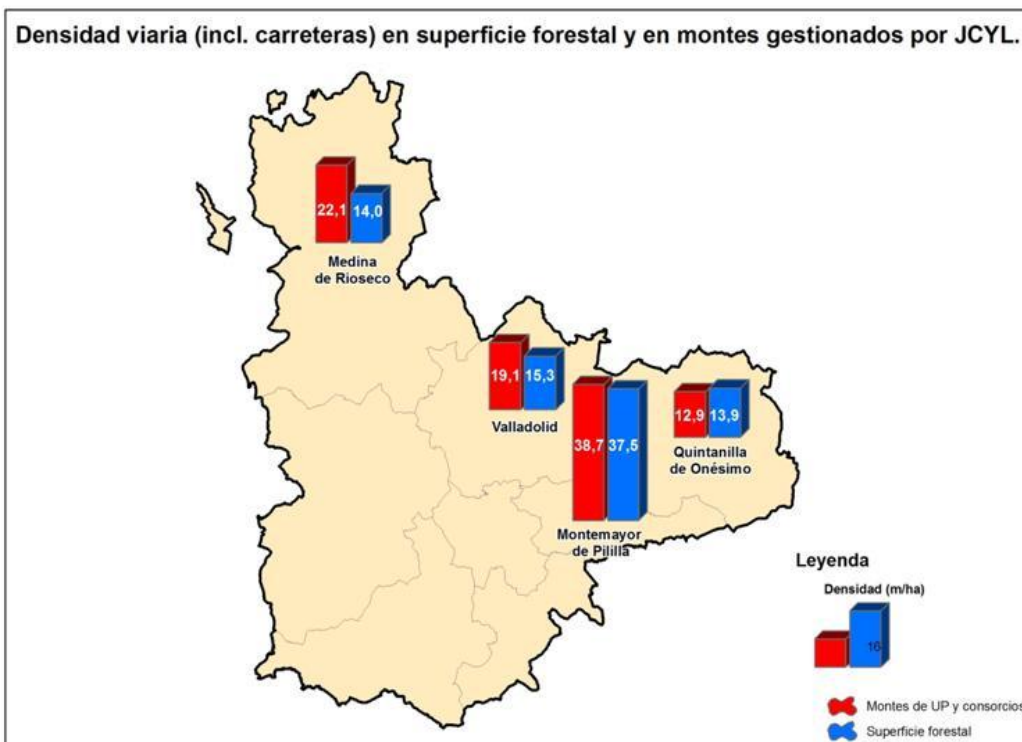 Densidad viaria (incl. carreteras) en superficie forestal y en montes gestionados por JCYL.
22,1
14,0
Medina
de Rioseco
19,1
15,3
Valladolid
38,7
37,5
Montemayor
de Pililla
12,9
13,9
Quintanilla
de Onésimo
Leyenda
Densidad (m/ha)
16
Montes de UP y consorcios
Superficie forestal